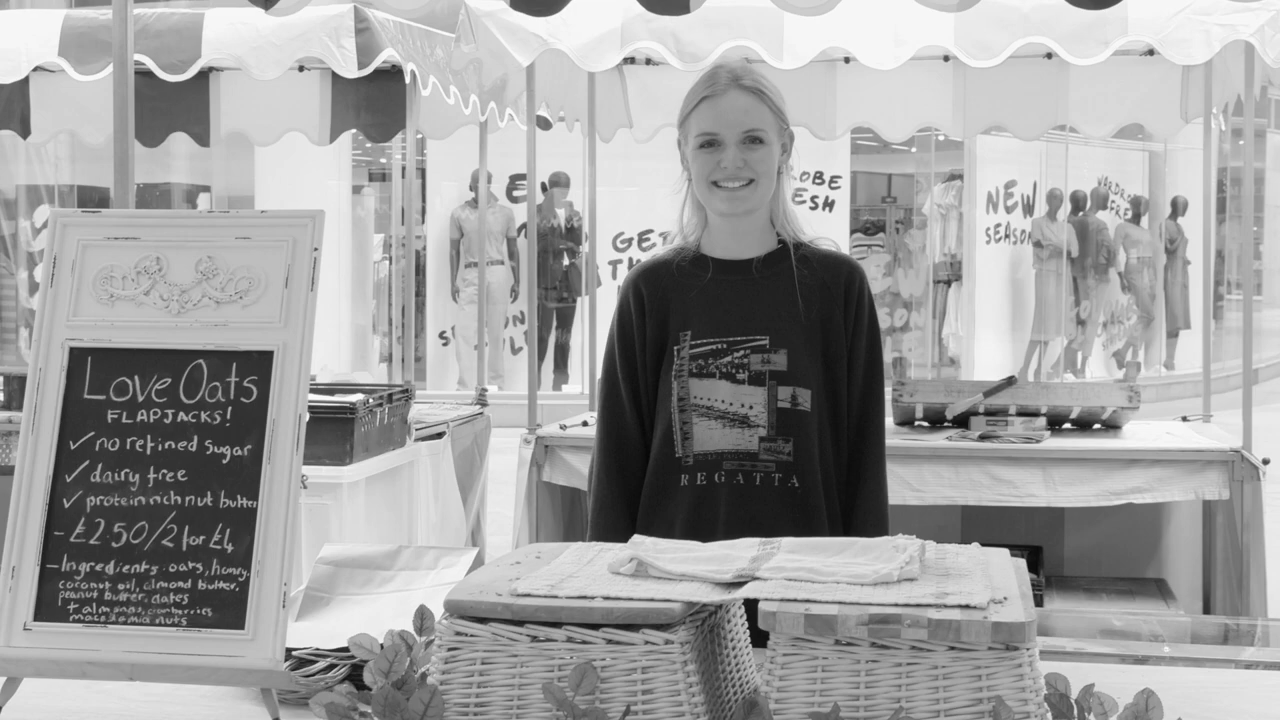 Love Oats
FLAPJACKS!
✓ no refined sugar
✓ dairy free
✓ protein rich nut butter
- £2.50/2 for £4
- Ingredients: oats, honey,
coconut oil, almond butter,
peanut butter, dates
+ almonds, cranberries
macadamia nuts
REGATTA
GET
NEW
SEASON
WARDROBE